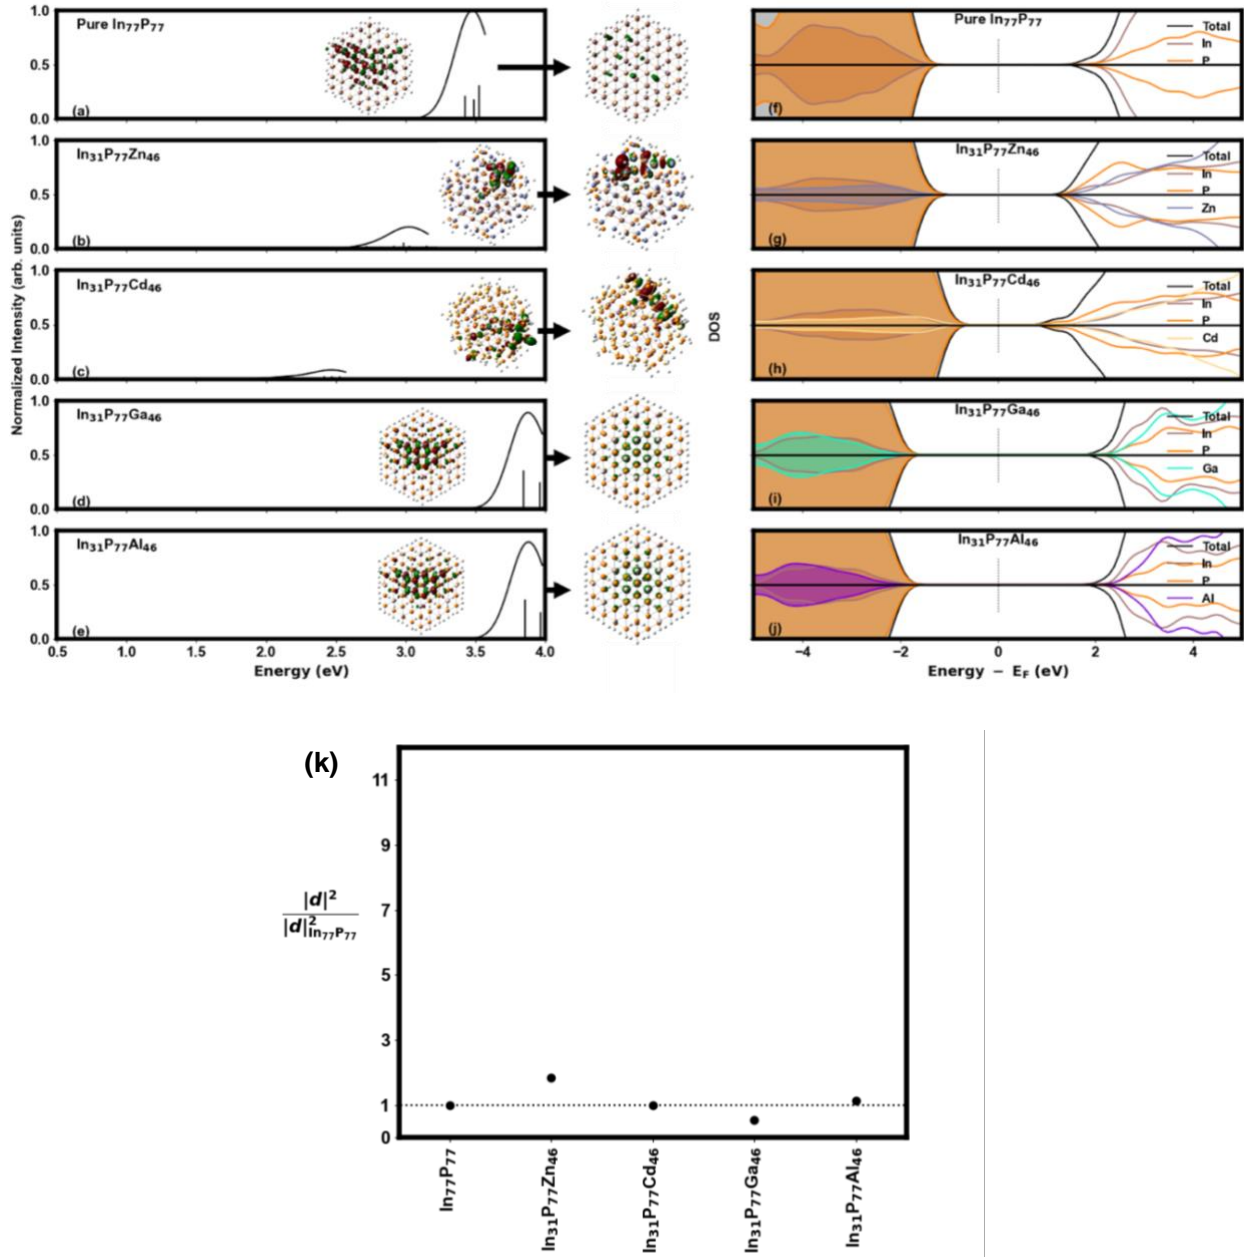 Pure In₇₇P₇₇
1.0
0.5
0.0
(a)
In₃₁P₇₇Zn₄₆
1.0
0.5
0.0
(b)
In₃₁P₇₇Cd₄₆
1.0
0.5
0.0
(c)
In₃₁P₇₇Ga₄₆
1.0
0.5
0.0
(d)
In₃₁P₇₇Al₄₆
1.0
0.5
0.0
(e)
Normalized Intensity (arb. units)
0.5 1.0 1.5 2.0 2.5 3.0 3.5 4.0
Energy (eV)
Pure In₇₇P₇₇
Total
In
P
(f)
In₃₁P₇₇Zn₄₆
Total
In
P
Zn
(g)
In₃₁P₇₇Cd₄₆
Total
In
P
Cd
(h)
In₃₁P₇₇Ga₄₆
Total
In
P
Ga
(i)
In₃₁P₇₇Al₄₆
Total
In
P
Al
(j)
DOS
−4 −2 0 2 4
Energy − E_F (eV)
(k)
11
9
7
5
3
1
0
|d|²
|d|²_In₇₇P₇₇
In₇₇P₇₇
In₃₁P₇₇Zn₄₆
In₃₁P₇₇Cd₄₆
In₃₁P₇₇Ga₄₆
In₃₁P₇₇Al₄₆